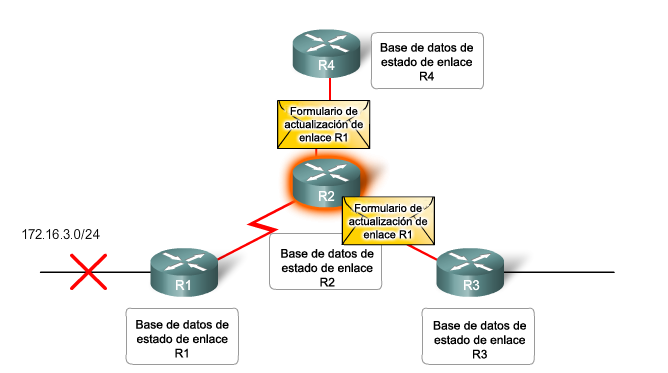 R4
Base de datos de
estado de enlace
R4
Formulario de
actualización de
enlace R1
R2
Formulario de
actualización de
enlace R1
172.16.3.0/24
Base de datos de
estado de enlace
R2
R1
R3
Base de datos de
estado de enlace
R1
Base de datos de
estado de enlace
R3